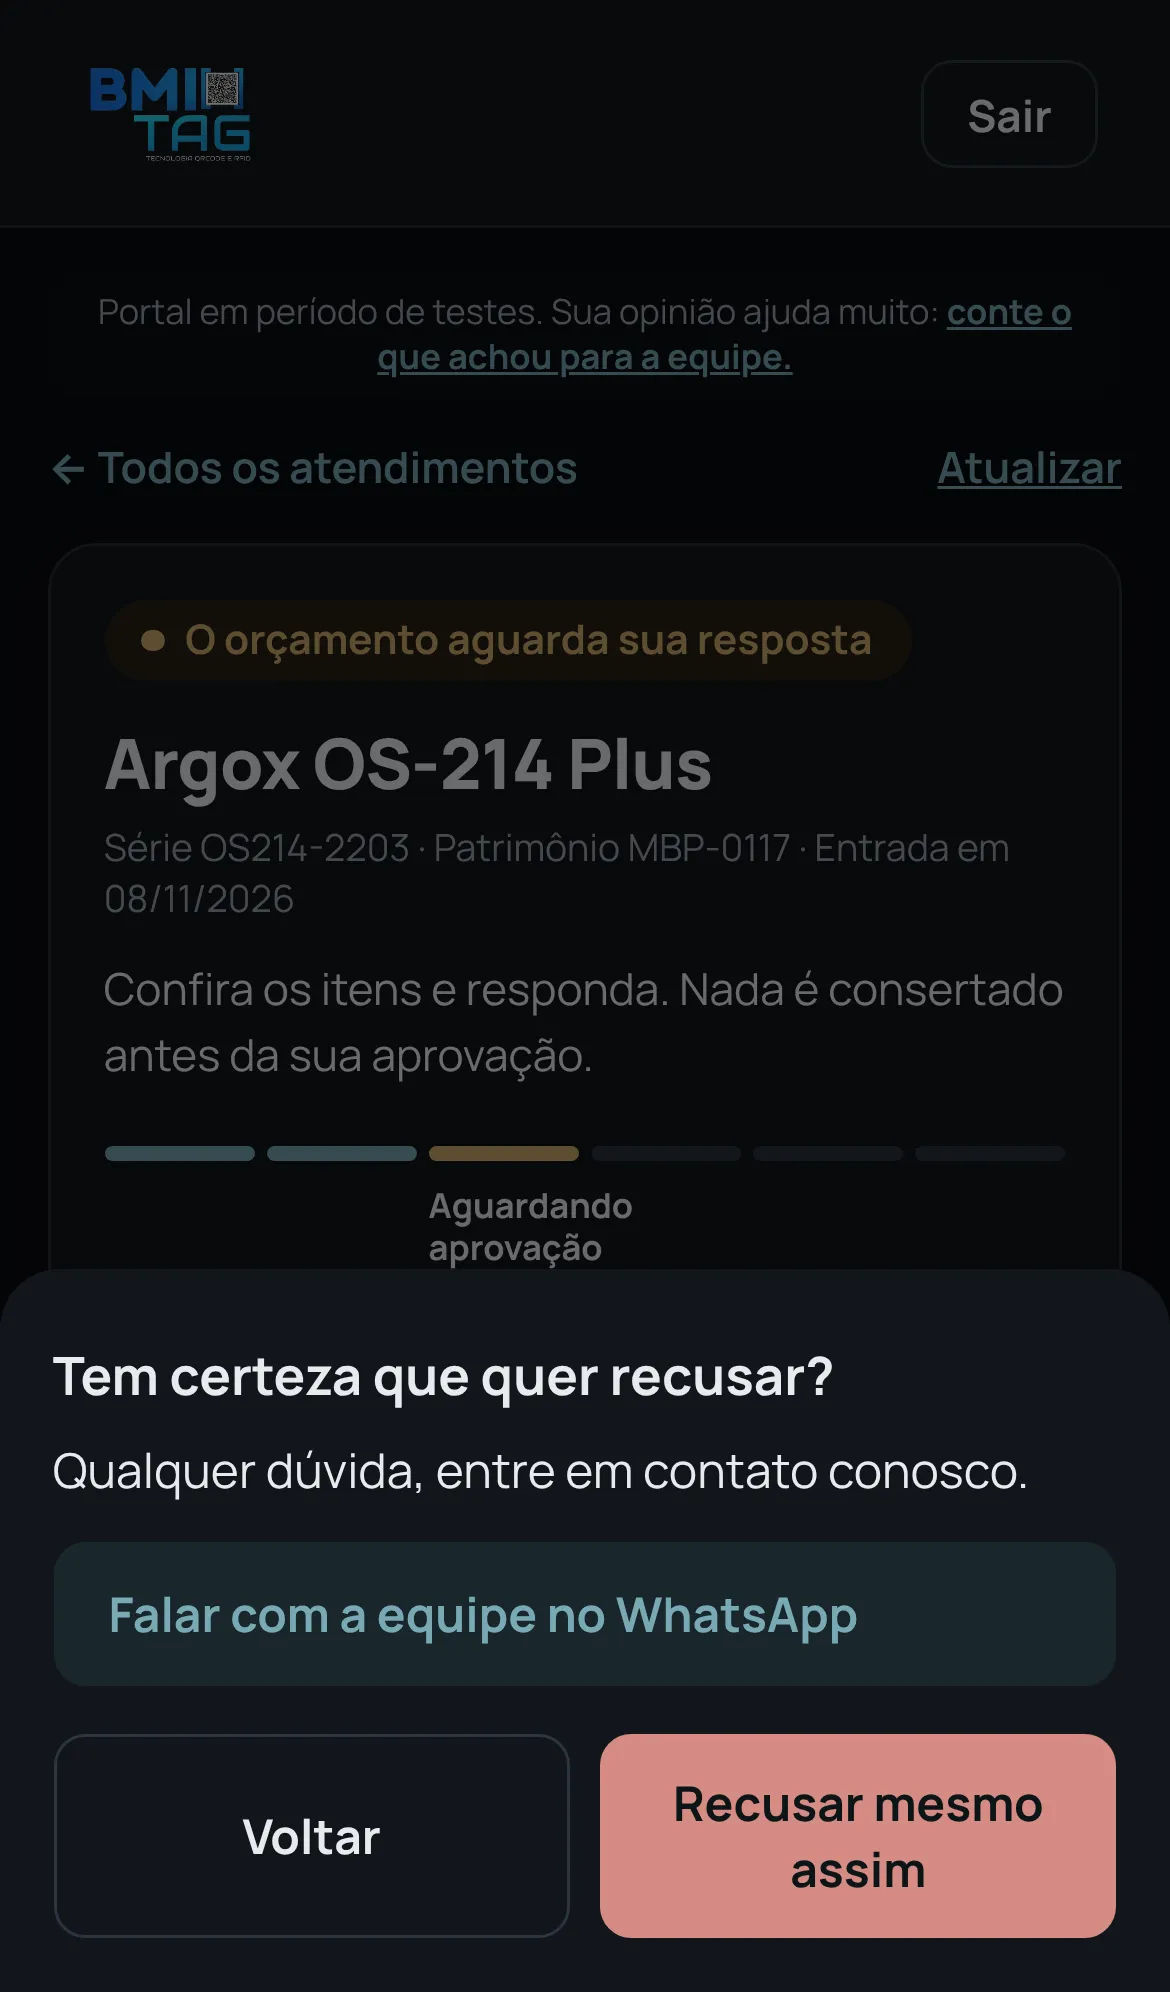 BMI
TAG
TECNOLOGIA QRCODE E RFID
Sair
Portal em período de testes. Sua opinião ajuda muito: conte o
que achou para a equipe.
← Todos os atendimentos
Atualizar
O orçamento aguarda sua resposta
Argox OS-214 Plus
Série OS214-2203 · Patrimônio MBP-0117 · Entrada em
08/11/2026
Confira os itens e responda. Nada é consertado
antes da sua aprovação.
Aguardando
aprovação
Tem certeza que quer recusar?
Qualquer dúvida, entre em contato conosco.
Falar com a equipe no WhatsApp
Voltar
Recusar mesmo
assim